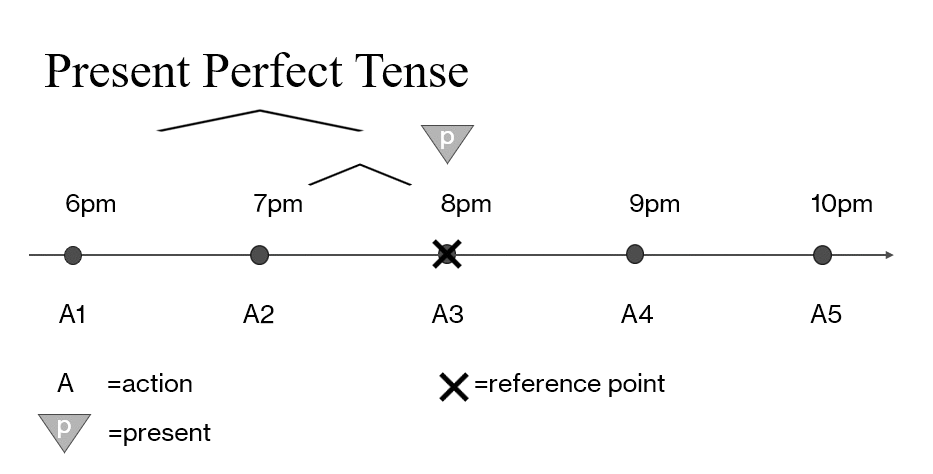 Present Perfect Tense
p
6pm 7pm 8pm 9pm 10pm
A1 A2 A3 A4 A5
A =action =reference point
p =present